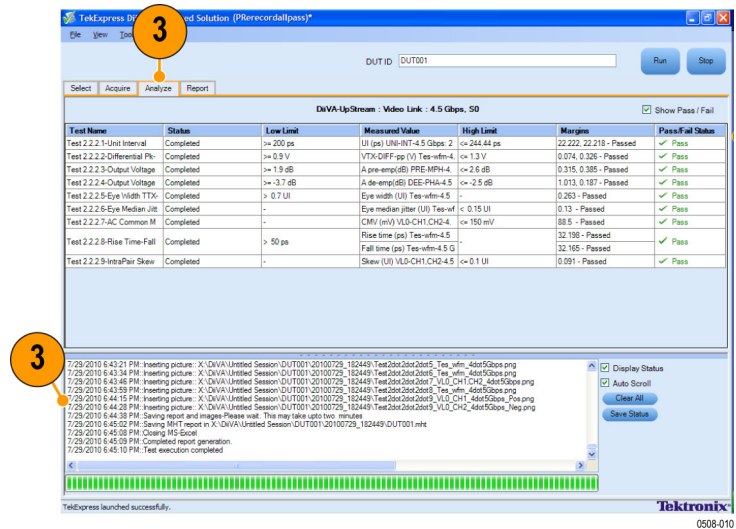 TekExpress Di ed Solution (PRerecordallpass)*
3
File View Too
DUT ID DUT001 Run Stop
Select Acquire Analyze Report
DiiVA-UpStream : Video Link : 4.5 Gbps, S0 Show Pass / Fail
Test Name Status Low Limit Measured Value High Limit Margins Pass/Fail Status
Test 2.2.2.1-Unit Interval Completed >= 200 ps UI (ps) UNI-INT-4.5 Gbps: 2 <= 244.44 ps 22.222, 22.218 - Passed Pass
Test 2.2.2.2-Differential Pk- Completed >= 0.9 V VTX-DIFF-pp (V) Tes-wfm-4. <= 1.3 V 0.074, 0.326 - Passed Pass
Test 2.2.2.3-Output Voltage Completed >= 1.9 dB A pre-emp(dB) PRE-MPH-4. <= 2.6 dB 0.315, 0.385 - Passed Pass
Test 2.2.2.4-Output Voltage Completed >= -3.7 dB A de-emp(dB) DEE-PHA-4.5 <= -2.5 dB 1.013, 0.187 - Passed Pass
Test 2.2.2.5-Eye Width TTX- Completed > 0.7 UI Eye width (UI) Tes-wfm-4.5 - 0.263 - Passed Pass
Test 2.2.2.6-Eye Median Jitt Completed - Eye median jitter (UI) Tes-wf < 0.15 UI 0.13 - Passed Pass
Test 2.2.2.7-AC Common M Completed - CMV (mV) VL0-CH1,CH2-4. <= 150 mV 88.5 - Passed Pass
Test 2.2.2.8-Rise Time-Fall Completed > 50 ps Rise time (ps) Tes-wfm-4.5 - 32.198 - Passed Pass
Fall time (ps) Tes-wfm-4.5 G 32.165 - Passed
Test 2.2.2.9-IntraPair Skew Completed - Skew (UI) VL0-CH1,CH2-4.5 <= 0.1 UI 0.091 - Passed Pass
3
7/29/2010 6:43:21 PM::Inserting picture:: X:\DiiVA\Untitled Session\DUT001\20100729_182449\Test2dot2dot2dot5_Tes_wfm_4dot5Gbps.png
7/29/2010 6:43:34 PM::Inserting picture:: X:\DiiVA\Untitled Session\DUT001\20100729_182449\Test2dot2dot2dot6_Tes_wfm_4dot5Gbps.png
7/29/2010 6:43:46 PM::Inserting picture:: X:\DiiVA\Untitled Session\DUT001\20100729_182449\Test2dot2dot2dot7_VL0_CH1,CH2_4dot5Gbps.png
7/29/2010 6:43:59 PM::Inserting picture:: X:\DiiVA\Untitled Session\DUT001\20100729_182449\Test2dot2dot2dot8_Tes_wfm_4dot5Gbps.png
7/29/2010 6:44:15 PM::Inserting picture:: X:\DiiVA\Untitled Session\DUT001\20100729_182449\Test2dot2dot2dot9_VL0_CH1_4dot5Gbps_Pos.png
7/29/2010 6:44:28 PM::Inserting picture:: X:\DiiVA\Untitled Session\DUT001\20100729_182449\Test2dot2dot2dot9_VL0_CH2_4dot5Gbps_Neg.png
7/29/2010 6:44:38 PM::Saving report and images-Please wait. This may take upto two minutes
7/29/2010 6:45:02 PM::Saving MHT report in X:\DiiVA\Untitled Session\DUT001\20100729_182449\DUT001.mht
7/29/2010 6:45:08 PM::Closing MS-Excel
7/29/2010 6:45:09 PM::Completed report generation.
7/29/2010 6:45:10 PM::Test execution completed
Display Status
Auto Scroll
Clear All
Save Status
TekExpress launched successfully.
Tektronix
0508-010